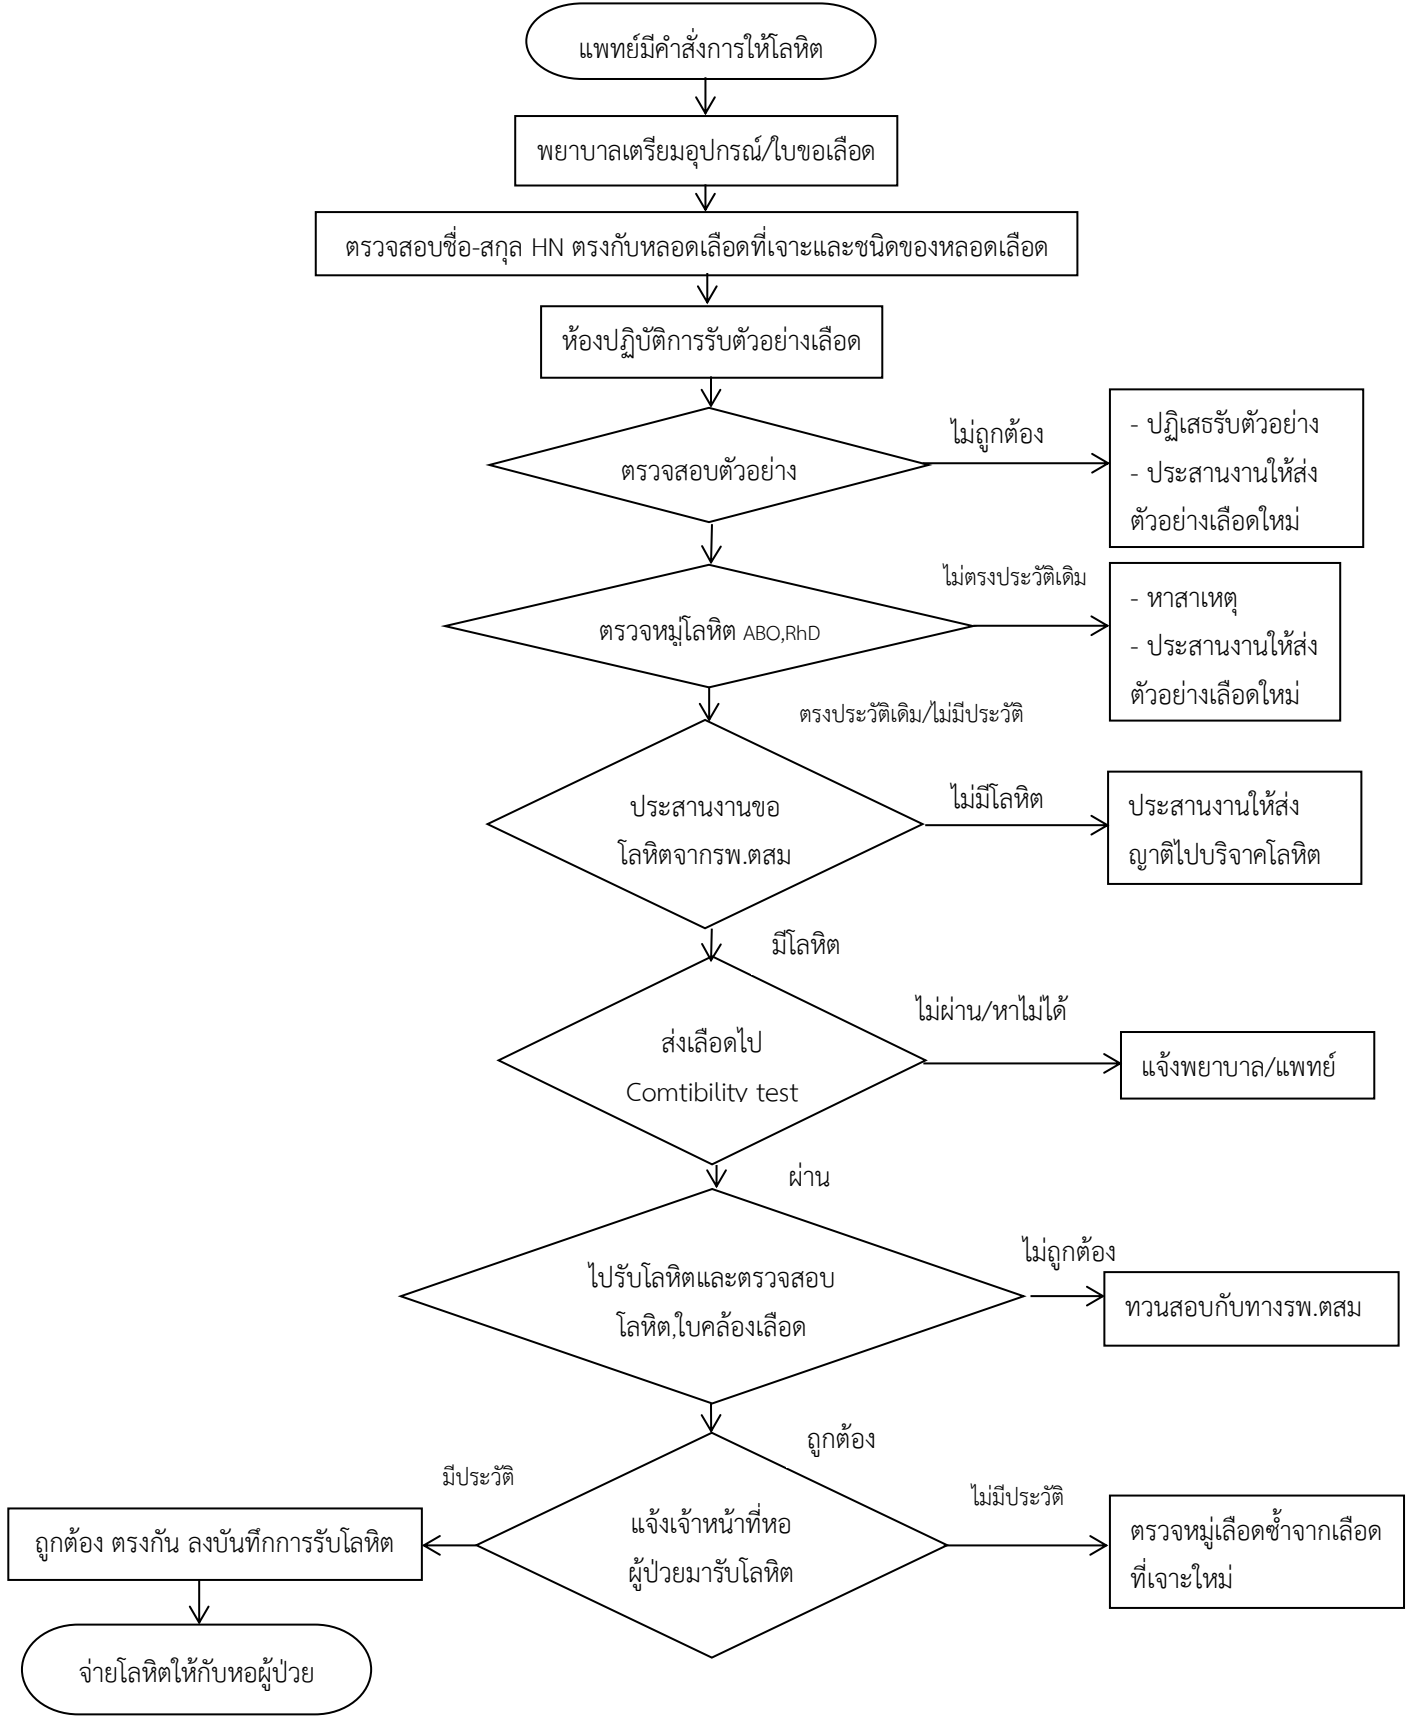 แพทย์มีคำสั่งการให้โลหิต
พยาบาลเตรียมอุปกรณ์/ใบขอเลือด
ตรวจสอบชื่อ-สกุล HN ตรงกับหลอดเลือดที่เจาะและชนิดของหลอดเลือด
ห้องปฏิบัติการรับตัวอย่างเลือด
ตรวจสอบตัวอย่าง
ไม่ถูกต้อง
- ปฏิเสธรับตัวอย่าง
- ประสานงานให้ส่ง
ตัวอย่างเลือดใหม่
ตรวจหมู่โลหิต ABO,RhD
ไม่ตรงประวัติเดิม
- หาสาเหตุ
- ประสานงานให้ส่ง
ตัวอย่างเลือดใหม่
ตรงประวัติเดิม/ไม่มีประวัติ
ประสานงานขอ
โลหิตจากรพ.ตสม
ไม่มีโลหิต
ประสานงานให้ส่ง
ญาติไปบริจาคโลหิต
มีโลหิต
ส่งเลือดไป
Comtibility test
ไม่ผ่าน/หาไม่ได้
แจ้งพยาบาล/แพทย์
ผ่าน
ไปรับโลหิตและตรวจสอบ
โลหิต,ใบคล้องเลือด
ไม่ถูกต้อง
ทวนสอบกับทางรพ.ตสม
ถูกต้อง
แจ้งเจ้าหน้าที่หอ
ผู้ป่วยมารับโลหิต
มีประวัติ
ถูกต้อง ตรงกัน ลงบันทึกการรับโลหิต
ไม่มีประวัติ
ตรวจหมู่เลือดซ้ำจากเลือด
ที่เจาะใหม่
จ่ายโลหิตให้กับหอผู้ป่วย